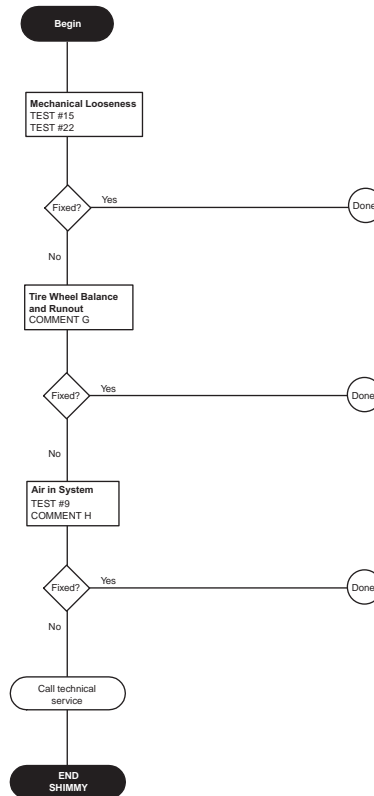 Begin
Mechanical Looseness
TEST #15
TEST #22
Fixed?
Yes
Done
No
Tire Wheel Balance
and Runout
COMMENT G
Fixed?
Yes
Done
No
Air in System
TEST #9
COMMENT H
Fixed?
Yes
Done
No
Call technical
service
END
SHIMMY